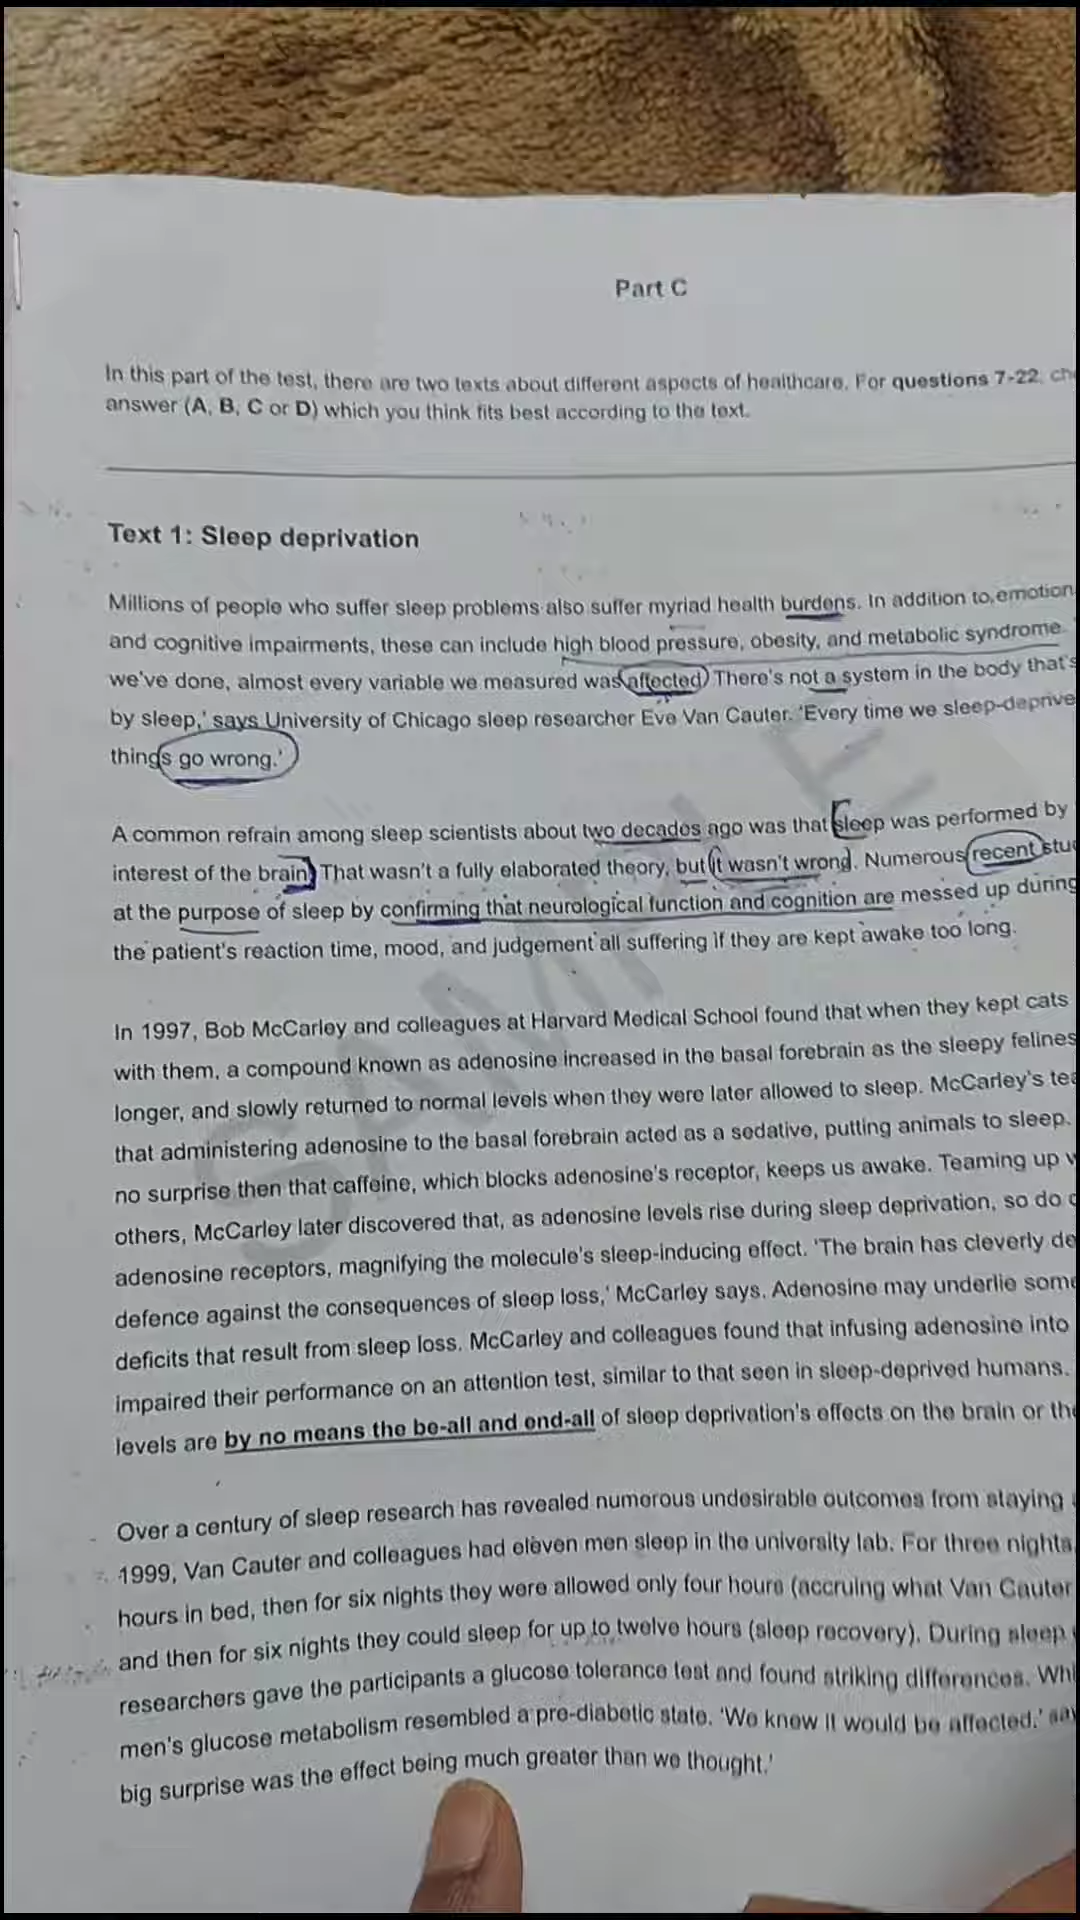 Part C
In this part of the test, there are two texts about different aspects of healthcare. For questions 7-22,
answer (A, B, C or D) which you think fits best according to the text.
Text 1: Sleep deprivation
Millions of people who suffer sleep problems also suffer myriad health burdens. In addition to emotion
and cognitive impairments, these can include high blood pressure, obesity, and metabolic syndrome.
we've done, almost every variable we measured was affected. There's not a system in the body that's
by sleep,' says University of Chicago sleep researcher Eve Van Cauter. 'Every time we sleep-deprive
things go wrong.'
A common refrain among sleep scientists about two decades ago was that sleep was performed by
interest of the brain. That wasn't a fully elaborated theory, but it wasn't wrong. Numerous recent
at the purpose of sleep by confirming that neurological function and cognition are messed up during
the patient's reaction time, mood, and judgement all suffering if they are kept awake too long.
In 1997, Bob McCarley and colleagues at Harvard Medical School found that when they kept cats
with them, a compound known as adenosine increased in the basal forebrain as the sleepy felines
longer, and slowly returned to normal levels when they were later allowed to sleep. McCarley's
that administering adenosine to the basal forebrain acted as a sedative, putting animals to sleep.
no surprise then that caffeine, which blocks adenosine's receptor, keeps us awake. Teaming up
others, McCarley later discovered that, as adenosine levels rise during sleep deprivation, so do
adenosine receptors, magnifying the molecule's sleep-inducing effect. 'The brain has cleverly
defence against the consequences of sleep loss,' McCarley says. Adenosine may underlie
deficits that result from sleep loss. McCarley and colleagues found that infusing adenosine into
impaired their performance on an attention test, similar to that seen in sleep-deprived humans.
levels are by no means the be-all and end-all of sleep deprivation's effects on the brain or
Over a century of sleep research has revealed numerous undesirable outcomes from staying
1999, Van Cauter and colleagues had eleven men sleep in the university lab. For three nights
hours in bed, then for six nights they were allowed only four hours (accruing what Van Cauter
and then for six nights they could sleep for up to twelve hours (sleep recovery). During sleep
researchers gave the participants a glucose tolerance test and found striking differences.
men's glucose metabolism resembled a pre-diabetic state. 'We knew it would be affected,'
big surprise was the effect being much greater than we thought.'
SAMPLE